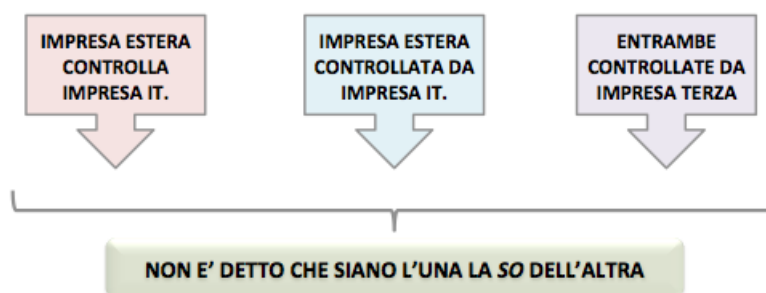 IMPRESA ESTERA
CONTROLLA
IMPRESA IT.
IMPRESA ESTERA
CONTROLLATA DA
IMPRESA IT.
ENTRAMBE
CONTROLLATE DA
IMPRESA TERZA
NON E' DETTO CHE SIANO L'UNA LA SO DELL'ALTRA